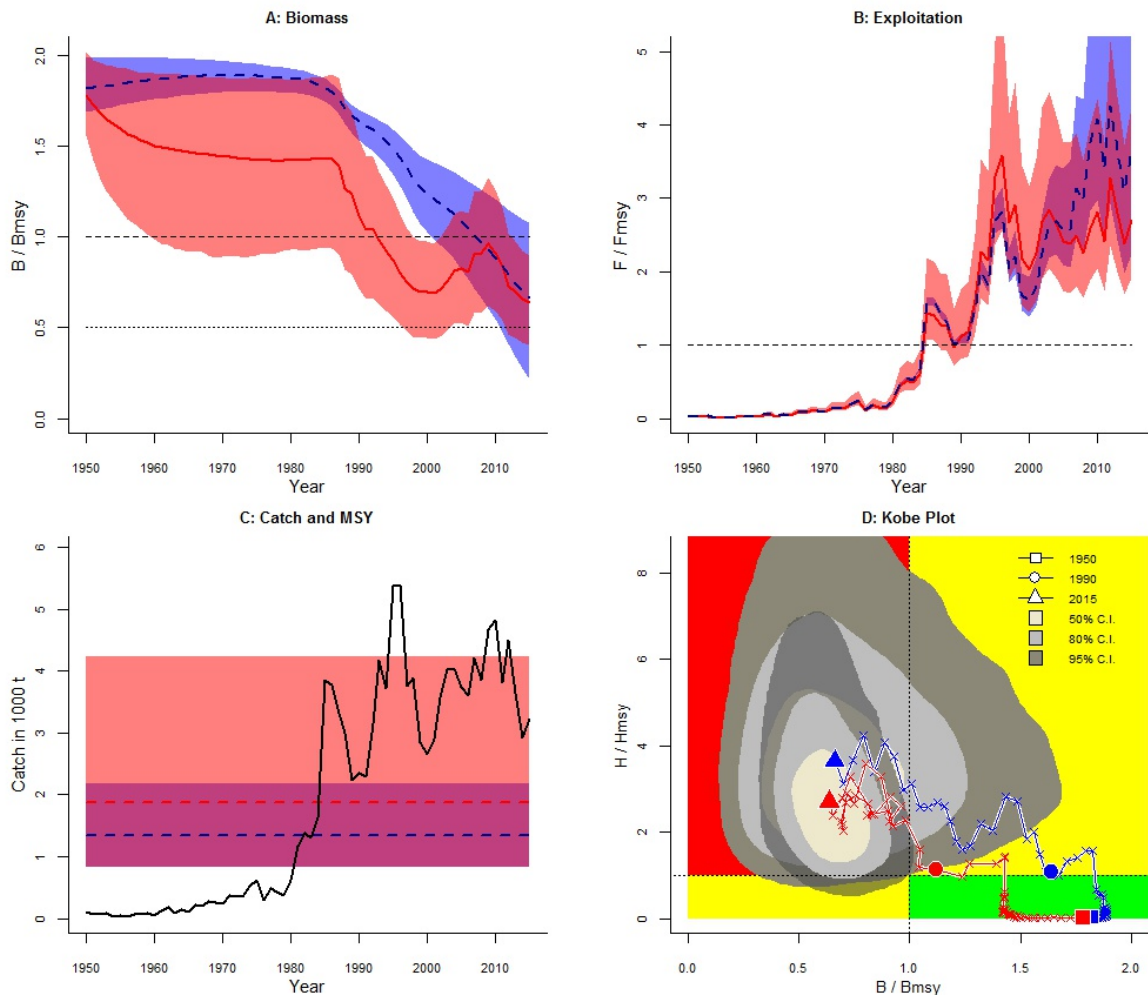 A: Biomass
B / Bmsy
2.0
1.5
1.0
0.5
0.0
1950 1960 1970 1980 1990 2000 2010
Year
B: Exploitation
F / Fmsy
5
4
3
2
1
0
1950 1960 1970 1980 1990 2000 2010
Year
C: Catch and MSY
Catch in 1000 t
6
5
4
3
2
1
0
1950 1960 1970 1980 1990 2000 2010
Year
D: Kobe Plot
H / Hmsy
8
6
4
2
0
1950
1990
2015
50% C.I.
80% C.I.
95% C.I.
0.0 0.5 1.0 1.5 2.0
B / Bmsy